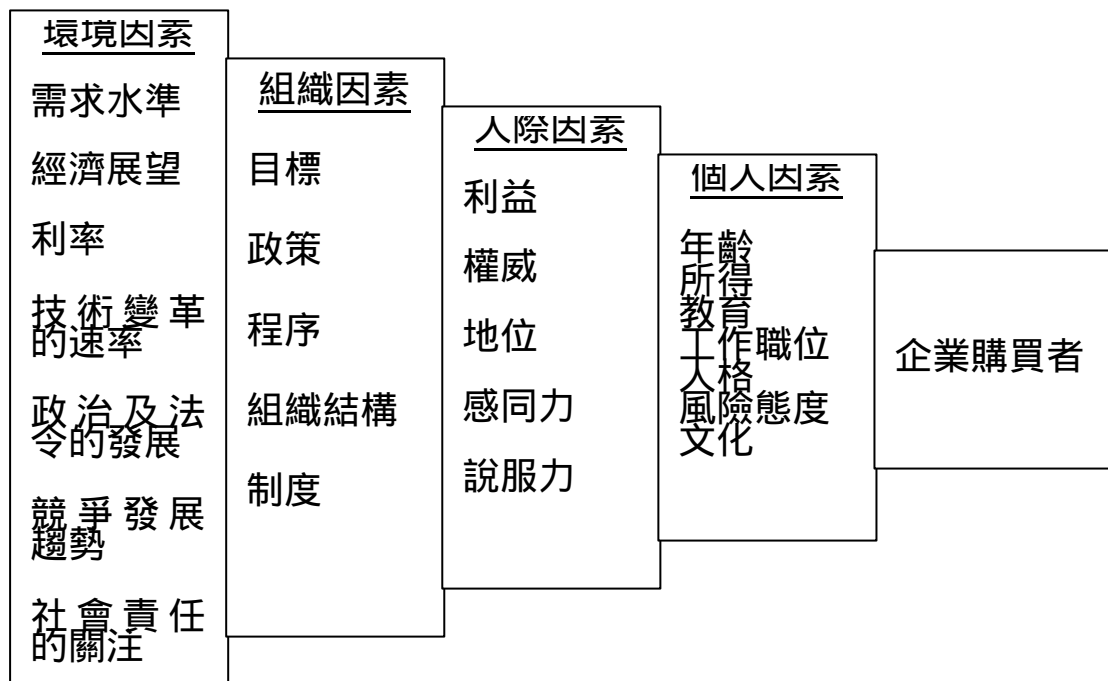 環境因素
需求水準
經濟展望
利率
技術變革
的速率
政治及法
令的發展
競爭發展
趨勢
社會責任
的關注
組織因素
目標
政策
程序
組織結構
制度
人際因素
利益
權威
地位
感同力
說服力
個人因素
年齡
所得
教育
工作職位
人格
風險態度
文化
企業購買者